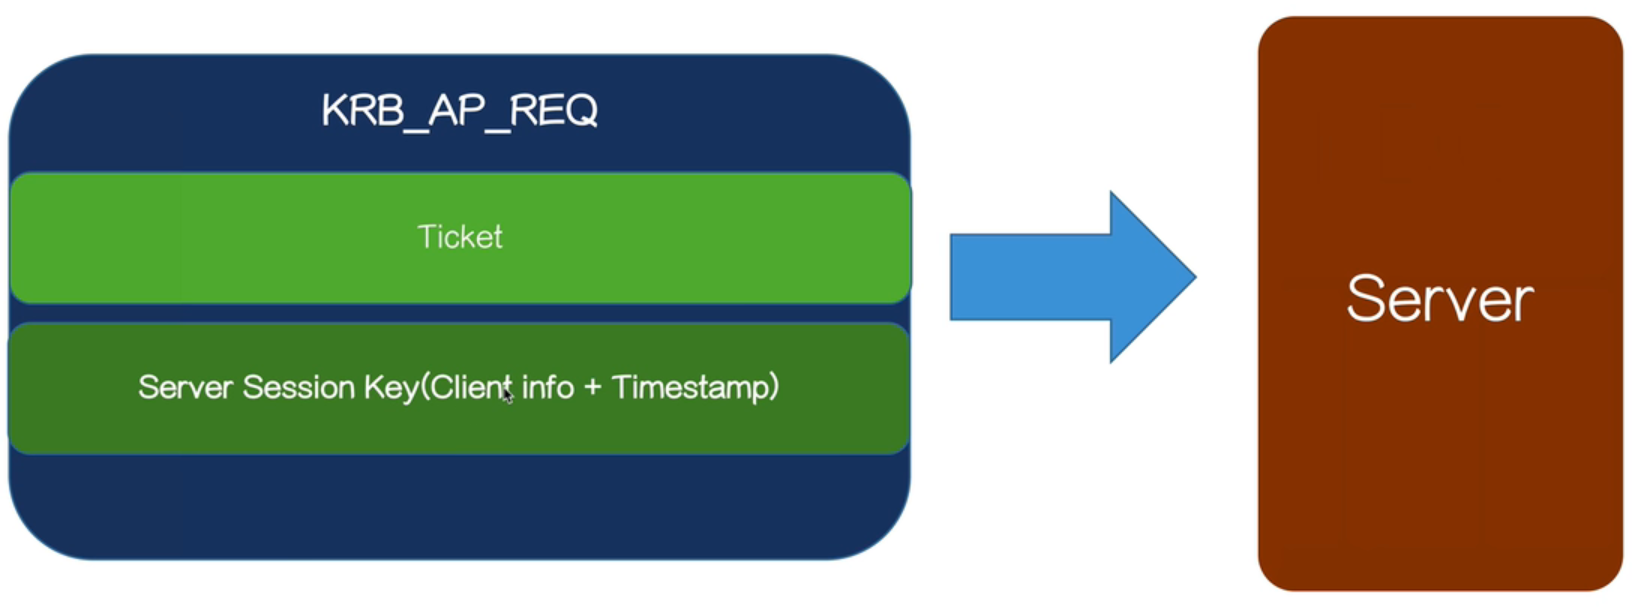 KRB_AP_REQ
Ticket
Server Session Key(Client info + Timestamp)
Server